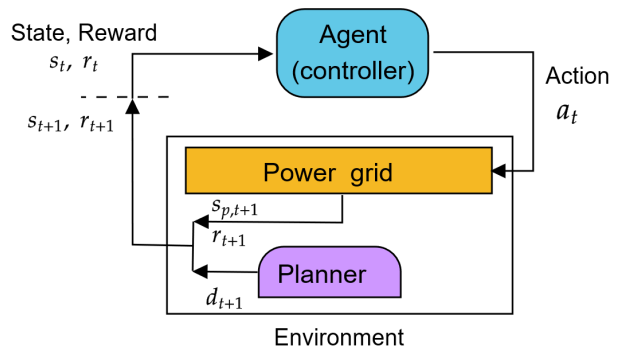 State, Reward
s_t, r_t
s_{t+1}, r_{t+1}
Agent
(controller)
Action
a_t
Power grid
s_{p,t+1}
r_{t+1}
Planner
d_{t+1}
Environment